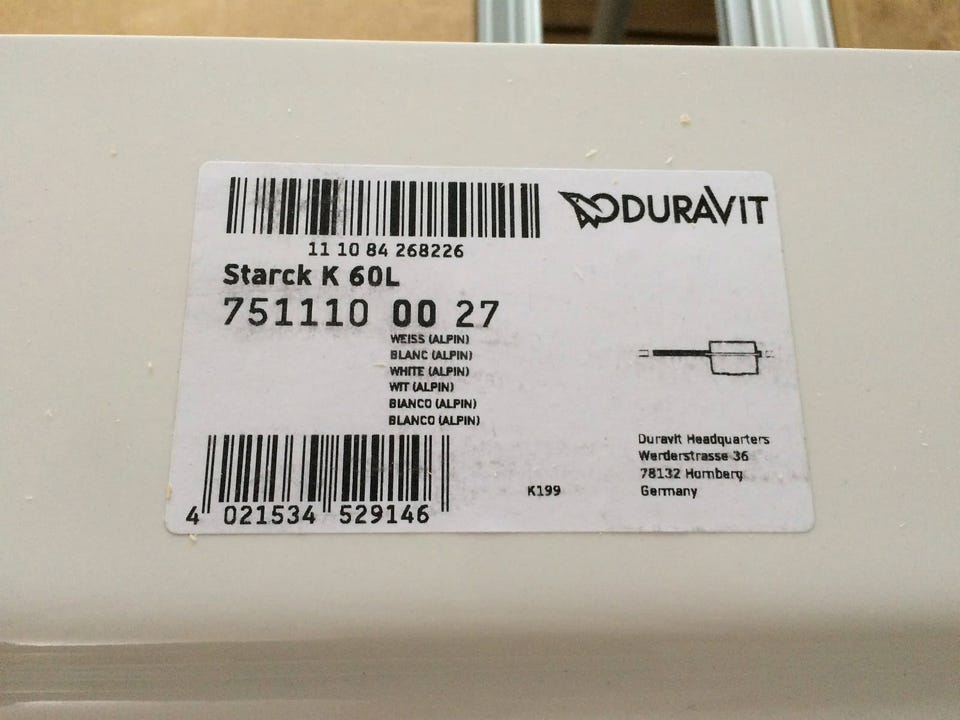 DURAVIT
11 10 84 268226
Starck K 60L
751110 00 27
WEISS (ALPIN)
BLANC (ALPIN)
WHITE (ALPIN)
WIT (ALPIN)
BIANCO (ALPIN)
BLANCO (ALPIN)
Duravit Headquarters
Werderstrasse 36
78132 Hornberg
Germany
K199
4 021534 529146